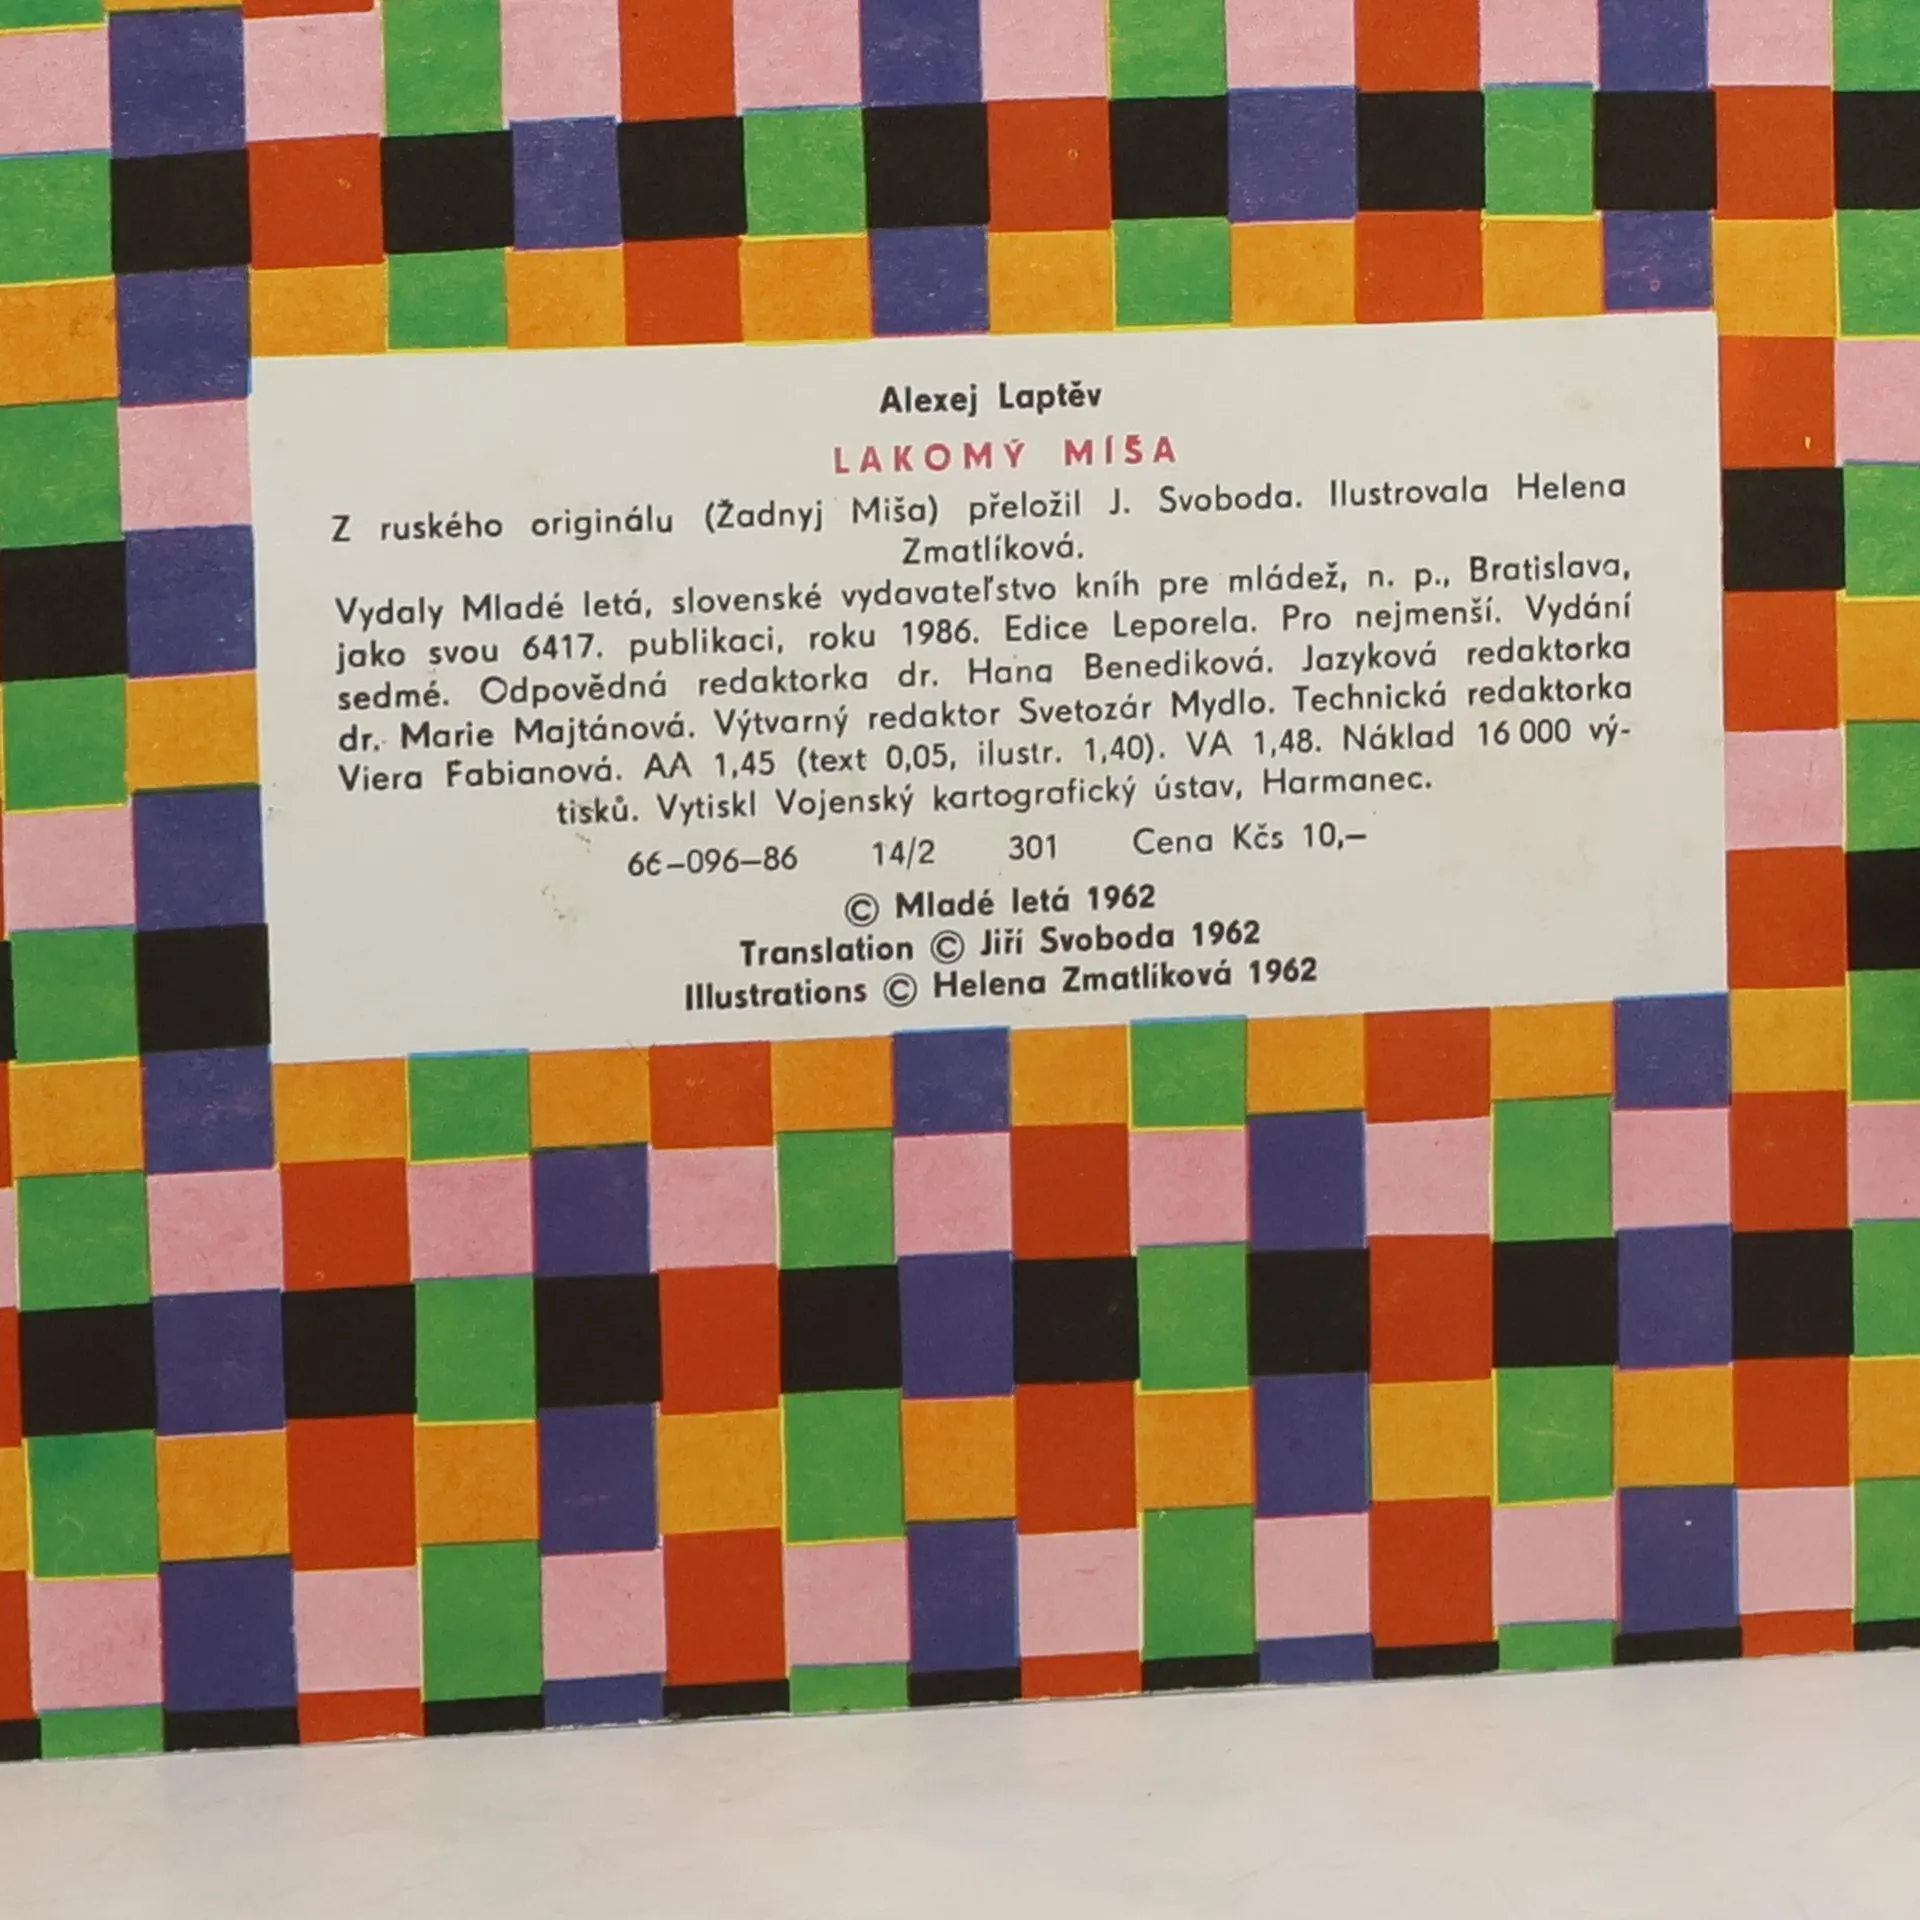 Alexej Laptěv
LAKOMÝ MÍŠA
Z ruského originálu (Žadnyj Miša) přeložil J. Svoboda. Ilustrovala Helena
Zmatlíková.
Vydaly Mladé letá, slovenské vydavateľstvo kníh pre mládež, n. p., Bratislava,
jako svou 6417. publikaci, roku 1986. Edice Leporela. Pro nejmenší. Vydání
sedmé. Odpovědná redaktorka dr. Hana Benediková. Jazyková redaktorka
dr. Marie Majtánová. Výtvarný redaktor Svetozár Mydlo. Technická redaktorka
Viera Fabianová. AA 1,45 (text 0,05, ilustr. 1,40). VA 1,48. Náklad 16 000 vý-
tisků. Vytiskl Vojenský kartografický ústav, Harmanec.
66–096–86 14/2 301 Cena Kčs 10,–
© Mladé letá 1962
Translation © Jiří Svoboda 1962
Illustrations © Helena Zmatlíková 1962